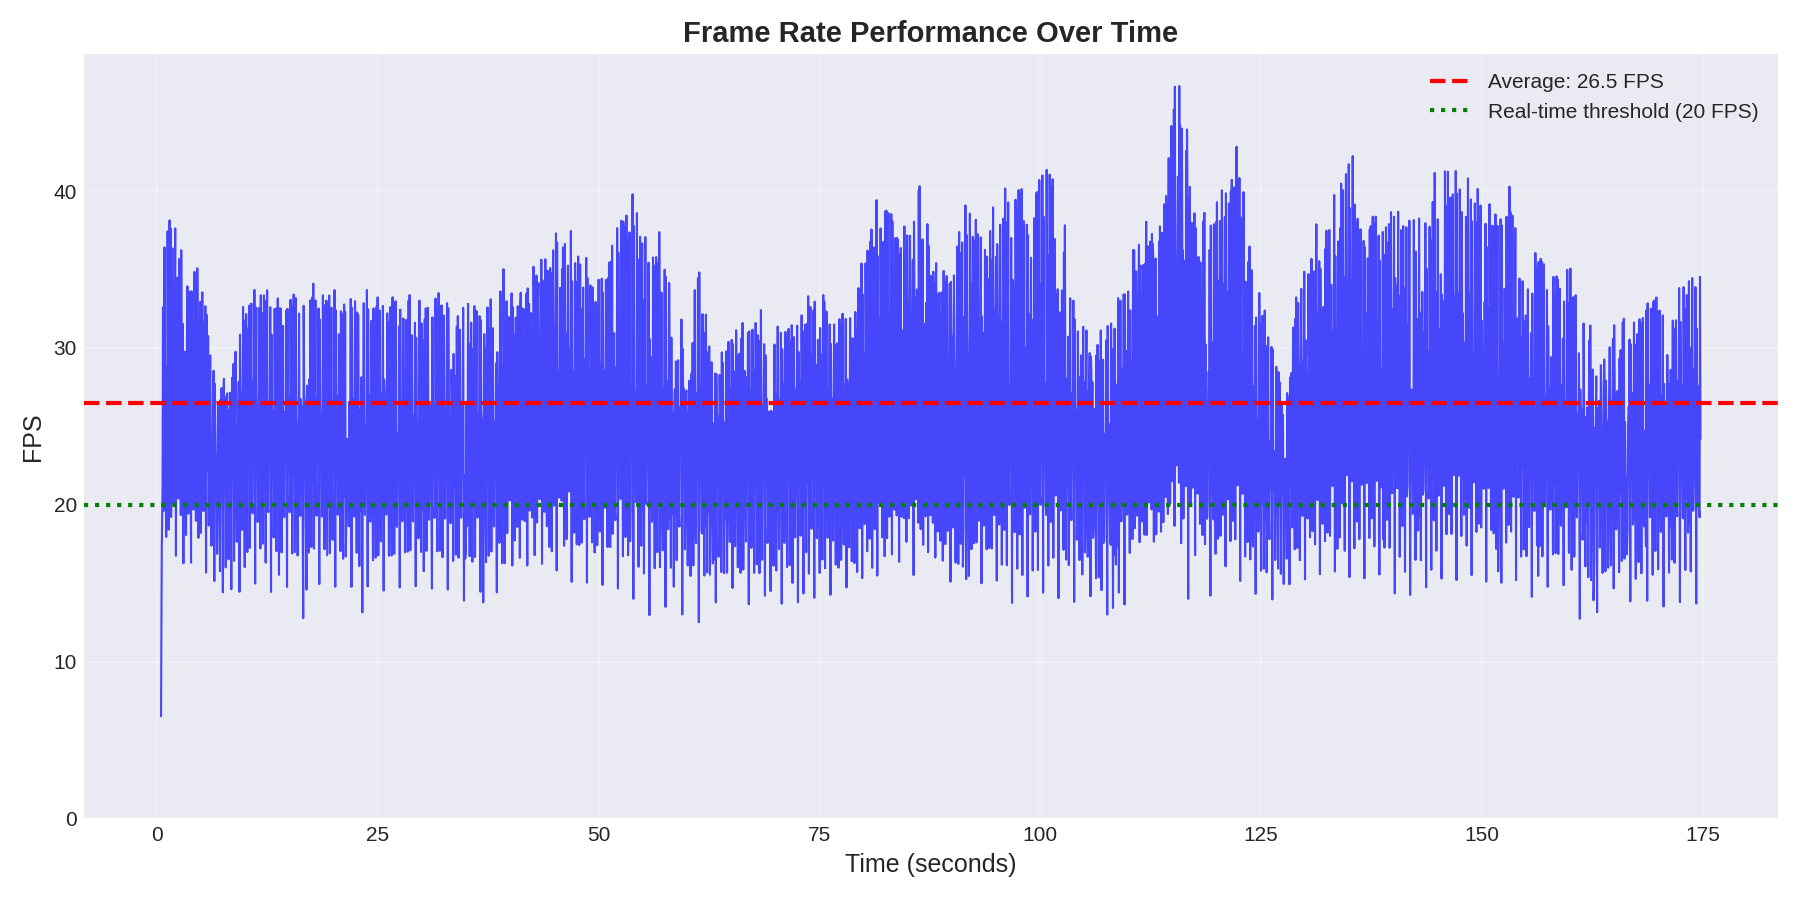 Frame Rate Performance Over Time
Average: 26.5 FPS
Real-time threshold (20 FPS)
40
30
20
10
0
FPS
0 25 50 75 100 125 150 175
Time (seconds)